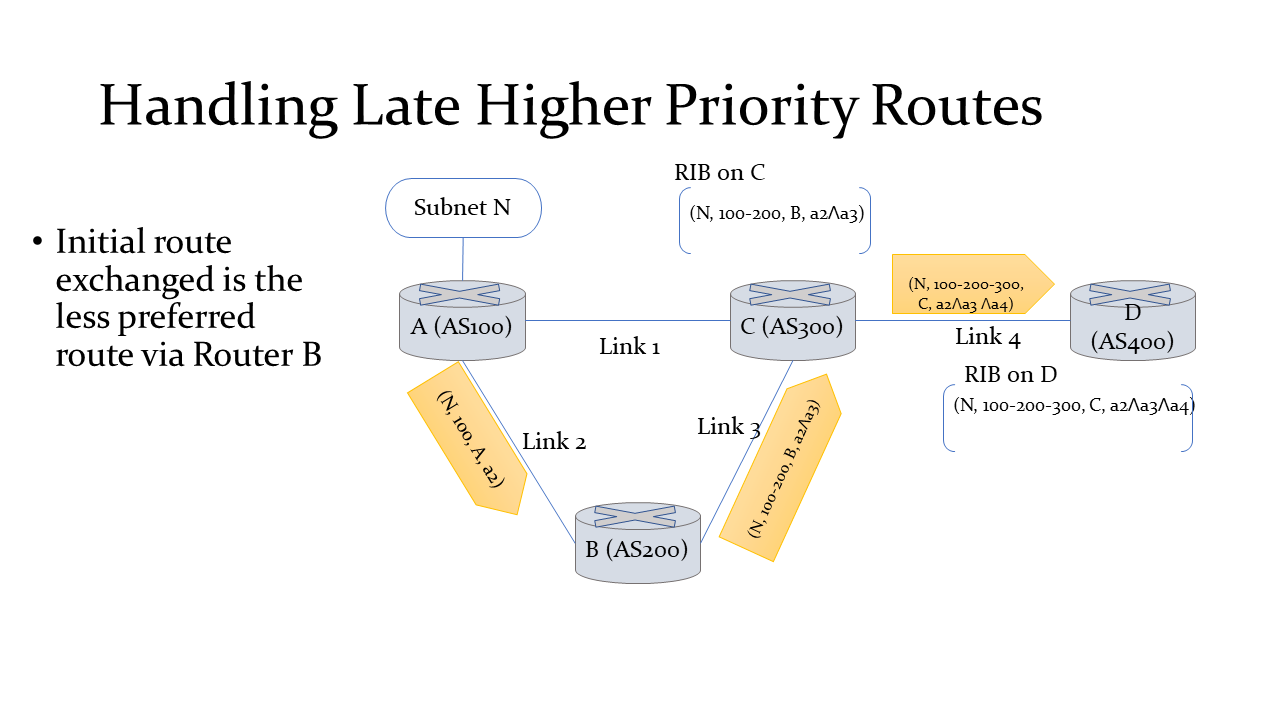 Handling Late Higher Priority Routes
• Initial route
exchanged is the
less preferred
route via Router B
Subnet N
RIB on C
(N, 100-200, B, a2Λa3)
A (AS100)
Link 1
C (AS300)
(N, 100-200-300,
C, a2Λa3 Λa4)
Link 4
D
(AS400)
RIB on D
(N, 100-200-300, C, a2Λa3Λa4)
(N, 100, A, a2)
Link 2
Link 3
(N, 100-200, B, a2Λa3)
B (AS200)